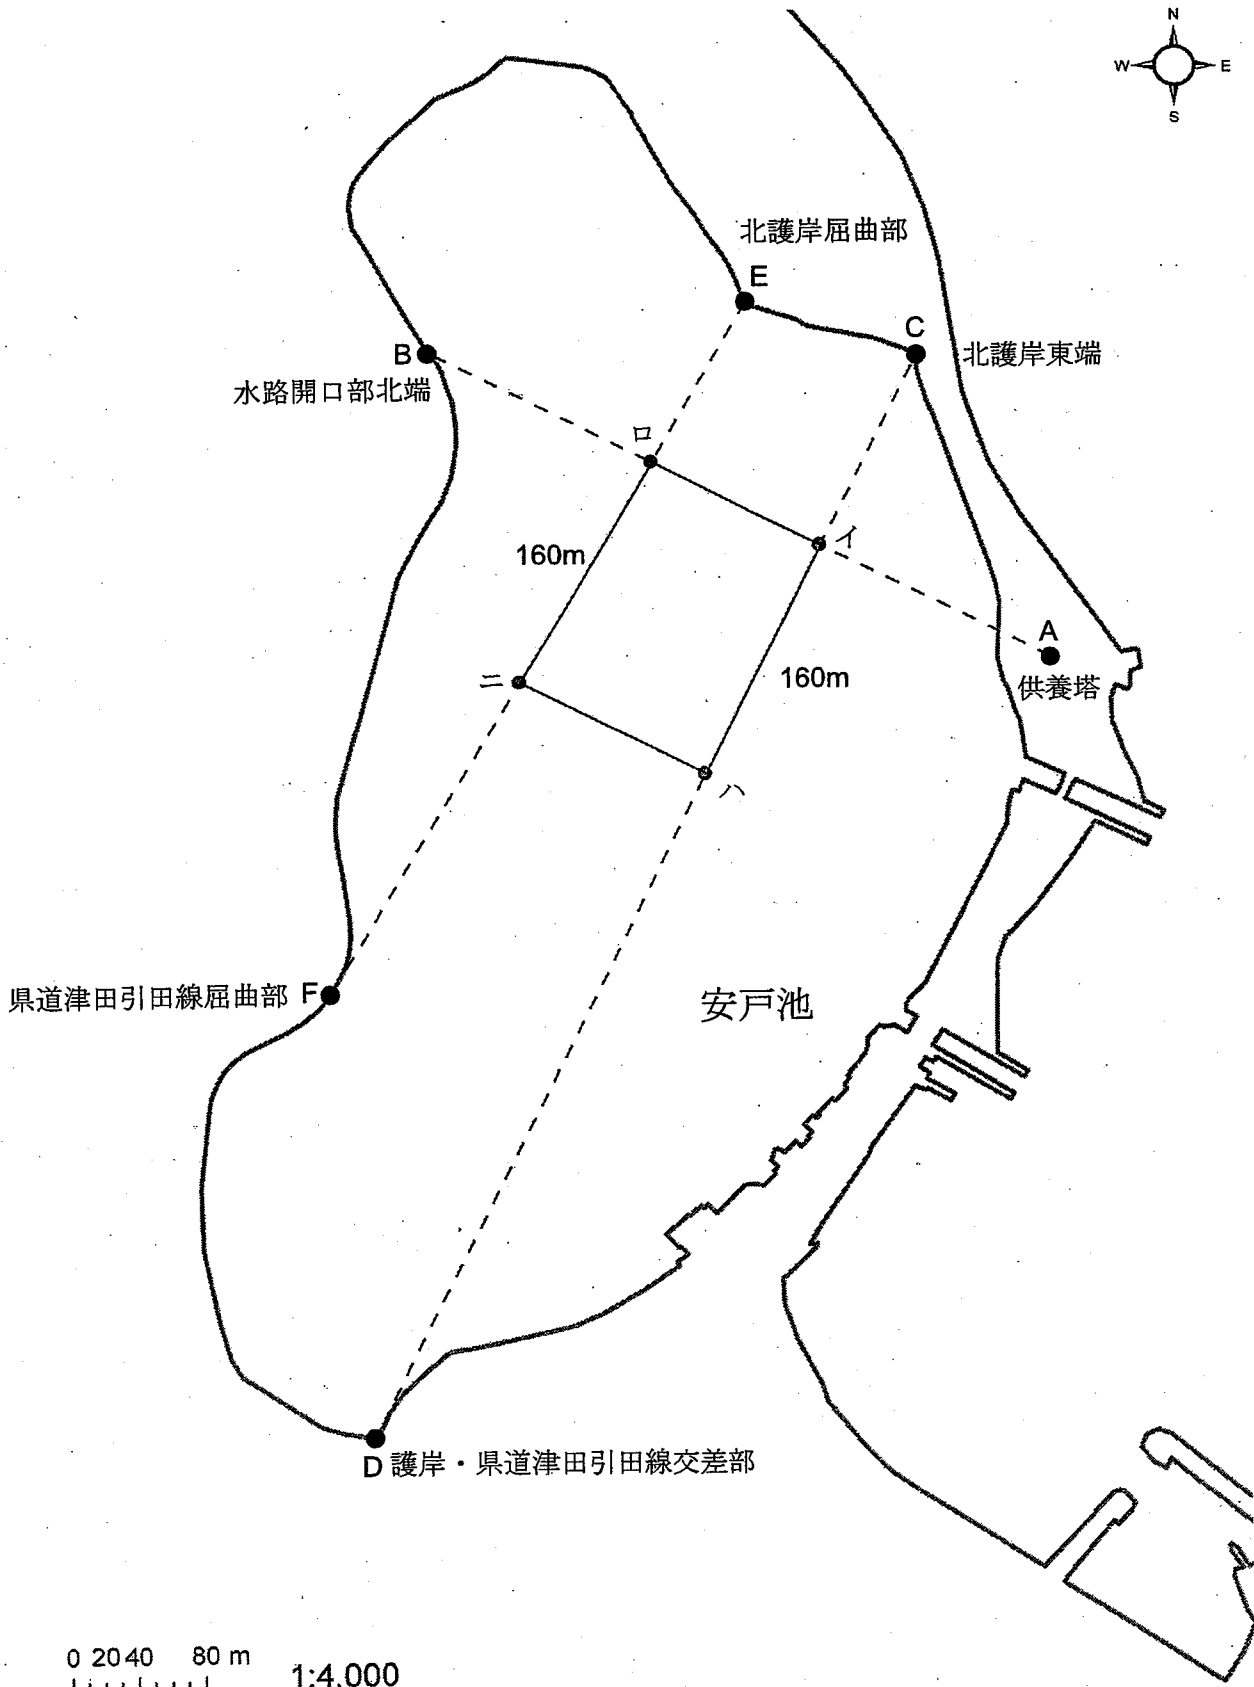 N
W E
S
北護岸屈曲部
E
C
北護岸東端
B
水路開口部北端
ロ
イ
160m
A
供養塔
ニ
160m
ハ
県道津田引田線屈曲部 F
安戸池
D 護岸・県道津田引田線交差部
0 20 40 80 m
1:4,000